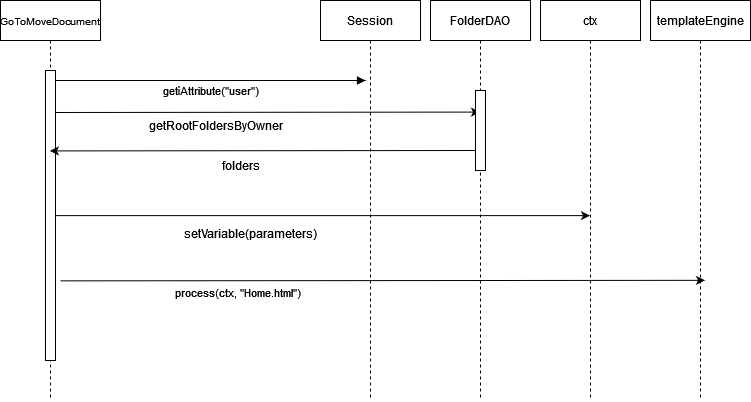 GoToMoveDocument
Session
FolderDAO
ctx
templateEngine
getiAttribute("user")
getRootFoldersByOwner
folders
setVariable(parameters)
process(ctx, "Home.html")